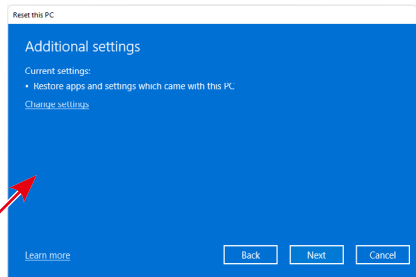 Reset this PC
Additional settings
Current settings:
• Restore apps and settings which came with this PC
Change settings
Learn more
Back
Next
Cancel